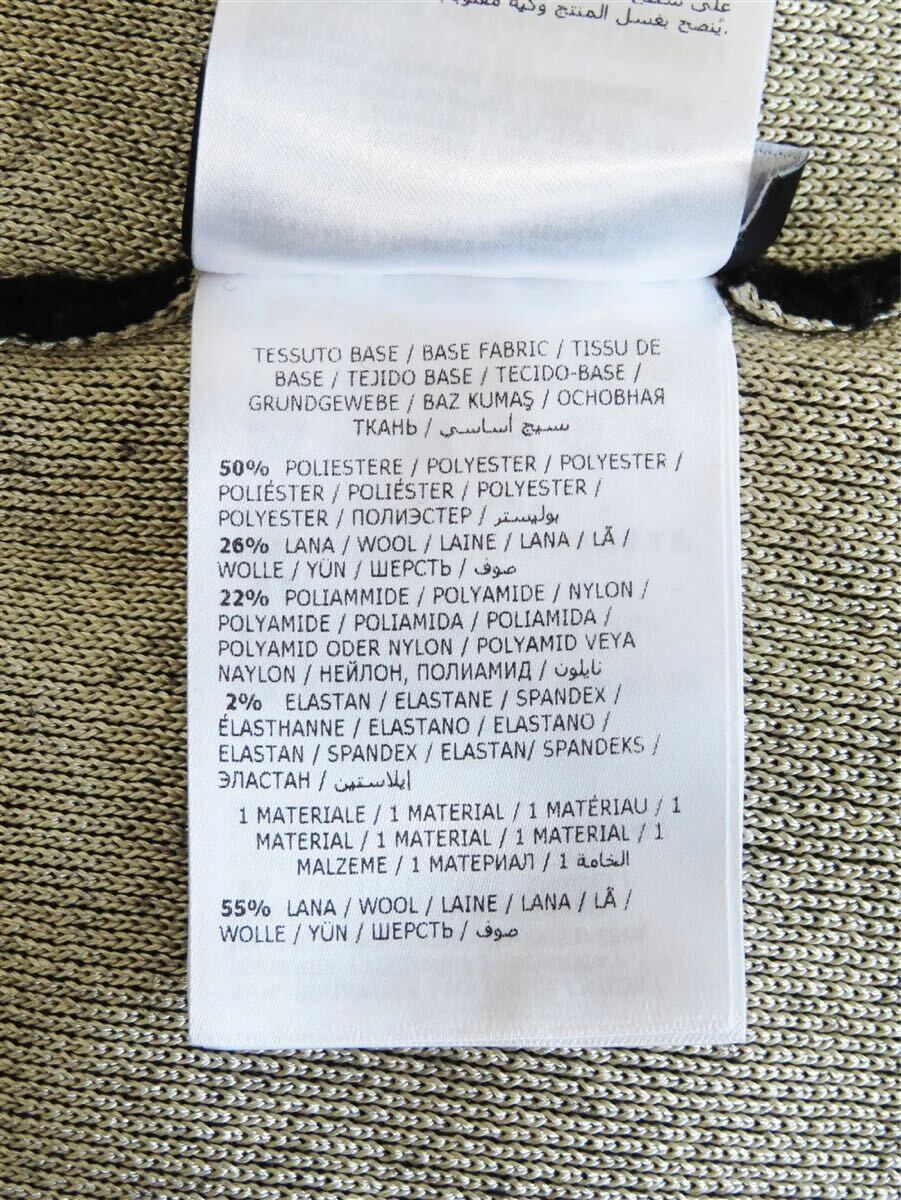 يُنصح بغسل المنتج وكيه
TESSUTO BASE / BASE FABRIC / TISSU DE
BASE / TEJIDO BASE / TECIDO-BASE /
GRUNDGEWEBE / BAZ KUMAŞ / ОСНОВНАЯ
ТКАНЬ / نسيج أساسي
50% POLIESTERE / POLYESTER / POLYESTER /
POLIÉSTER / POLIÉSTER / POLYESTER /
POLYESTER / ПОЛИЭСТЕР / بوليستر
26% LANA / WOOL / LAINE / LANA / LÃ /
WOLLE / YÜN / ШЕРСТЬ / صوف
22% POLIAMMIDE / POLYAMIDE / NYLON /
POLYAMIDE / POLIAMIDA / POLIAMIDA /
POLYAMID ODER NYLON / POLYAMID VEYA
NAYLON / НЕЙЛОН, ПОЛИАМИД / نايلون
2% ELASTAN / ELASTANE / SPANDEX /
ÉLASTHANNE / ELASTANO / ELASTANO /
ELASTAN / SPANDEX / ELASTAN/ SPANDEKS /
ЭЛАСТАН / إيلاستين
1 MATERIALE / 1 MATERIAL / 1 MATÉRIAU / 1
MATERIAL / 1 MATERIAL / 1 MATERIAL / 1
MALZEME / 1 МАТЕРИАЛ / 1 الخامة
55% LANA / WOOL / LAINE / LANA / LÃ /
WOLLE / YÜN / ШЕРСТЬ / صوف